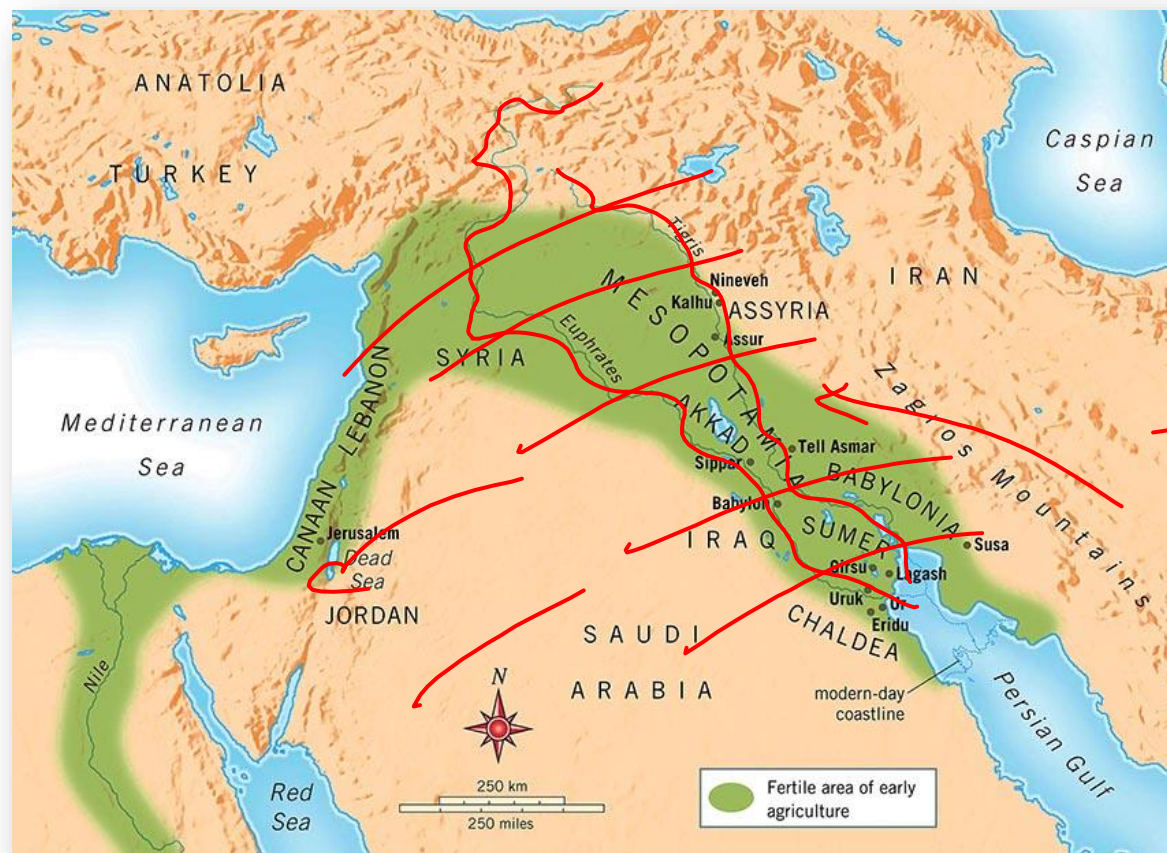 ANATOLIA
TURKEY
Caspian
Sea
Tigris
Nineveh
Kalhu
ASSYRIA
IRAN
MESOPOTAMIA
Assur
Euphrates
SYRIA
LEBANON
Mediterranean
Sea
AKKAD
Zagros Mountains
Tell Asmar
Sippar
BABYLONIA
Babylon
SUMER
IRAQ
Susa
CANAAN
Jerusalem
Dead
Sea
Girsu
Lagash
Uruk
Ur
Eridu
JORDAN
CHALDEA
SAUDI
ARABIA
Nile
N
modern-day
coastline
Persian Gulf
Red
Sea
250 km
250 miles
Fertile area of early
agriculture